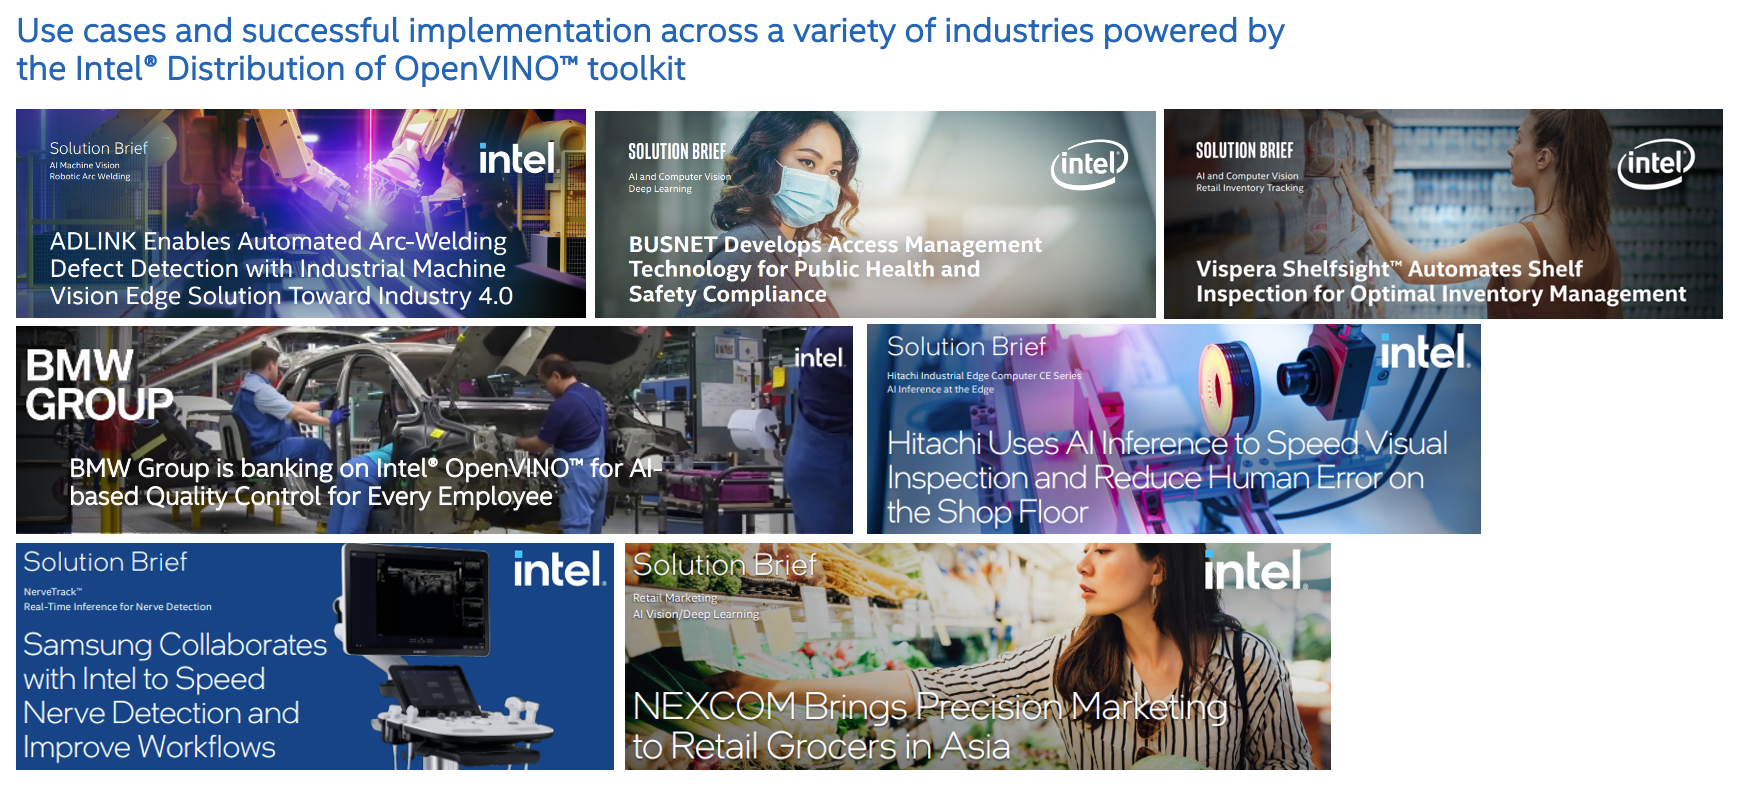 Use cases and successful implementation across a variety of industries powered by
the Intel® Distribution of OpenVINO™ toolkit
Solution Brief
AI Machine Vision
Robotic Arc Welding
intel.
ADLINK Enables Automated Arc-Welding
Defect Detection with Industrial Machine
Vision Edge Solution Toward Industry 4.0
SOLUTION BRIEF
AI and Computer Vision
Deep Learning
intel
BUSNET Develops Access Management
Technology for Public Health and
Safety Compliance
SOLUTION BRIEF
AI and Computer Vision
Retail Inventory Tracking
intel
Vispera Shelfsight™ Automates Shelf
Inspection for Optimal Inventory Management
BMW
GROUP
intel.
BMW Group is banking on Intel® OpenVINO™ for AI-
based Quality Control for Every Employee
Solution Brief
Hitachi Industrial Edge Computer CE Series
AI Inference at the Edge
intel.
Hitachi Uses AI Inference to Speed Visual
Inspection and Reduce Human Error on
the Shop Floor
Solution Brief
NerveTrack™
Real-Time Inference for Nerve Detection
intel.
Samsung Collaborates
with Intel to Speed
Nerve Detection and
Improve Workflows
Solution Brief
Retail Marketing
AI Vision/Deep Learning
intel.
NEXCOM Brings Precision Marketing
to Retail Grocers in Asia